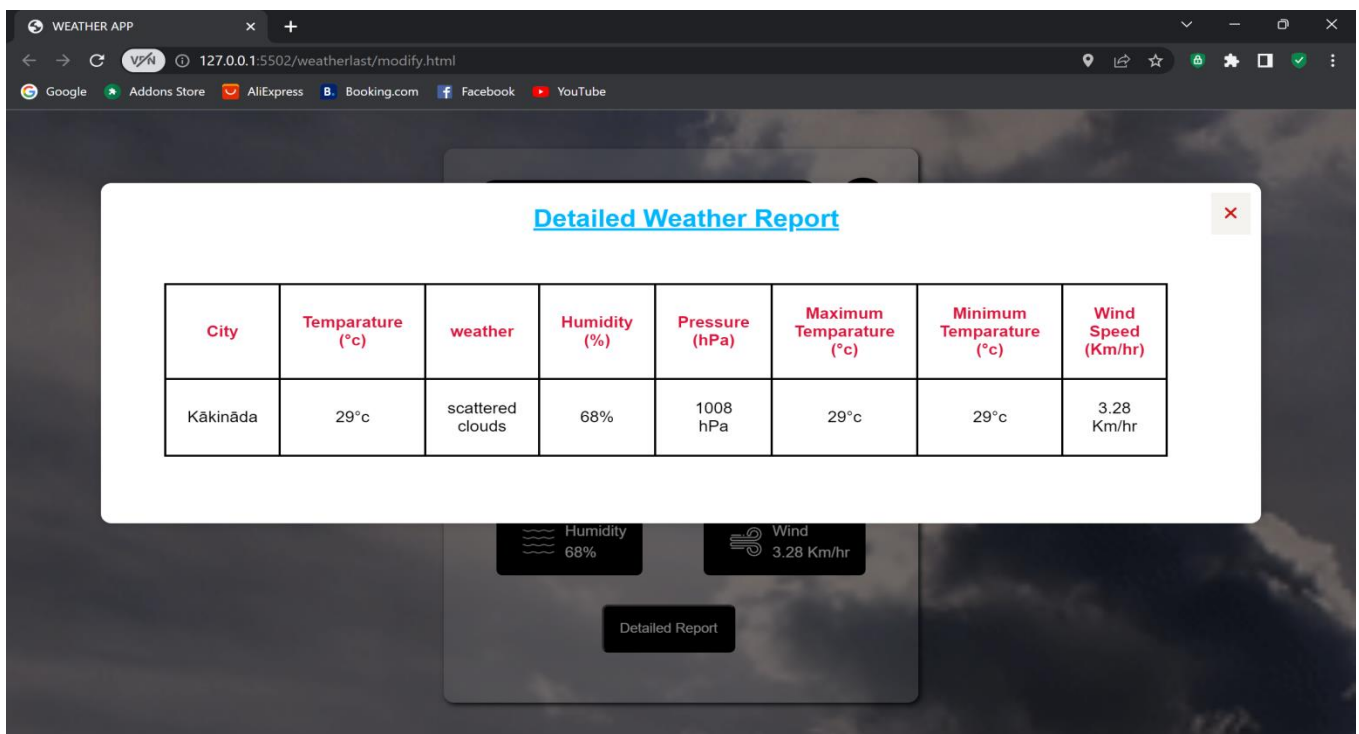 WEATHER APP
VPN
127.0.0.1:5502/weatherlast/modify.html
Google Addons Store AliExpress B. Booking.com Facebook YouTube
Detailed Weather Report
City
Temparature
(°c)
weather
Humidity
(%)
Pressure
(hPa)
Maximum
Temparature
(°c)
Minimum
Temparature
(°c)
Wind
Speed
(Km/hr)
Kākināda
29°c
scattered
clouds
68%
1008
hPa
29°c
29°c
3.28
Km/hr
Humidity
68%
Wind
3.28 Km/hr
Detailed Report